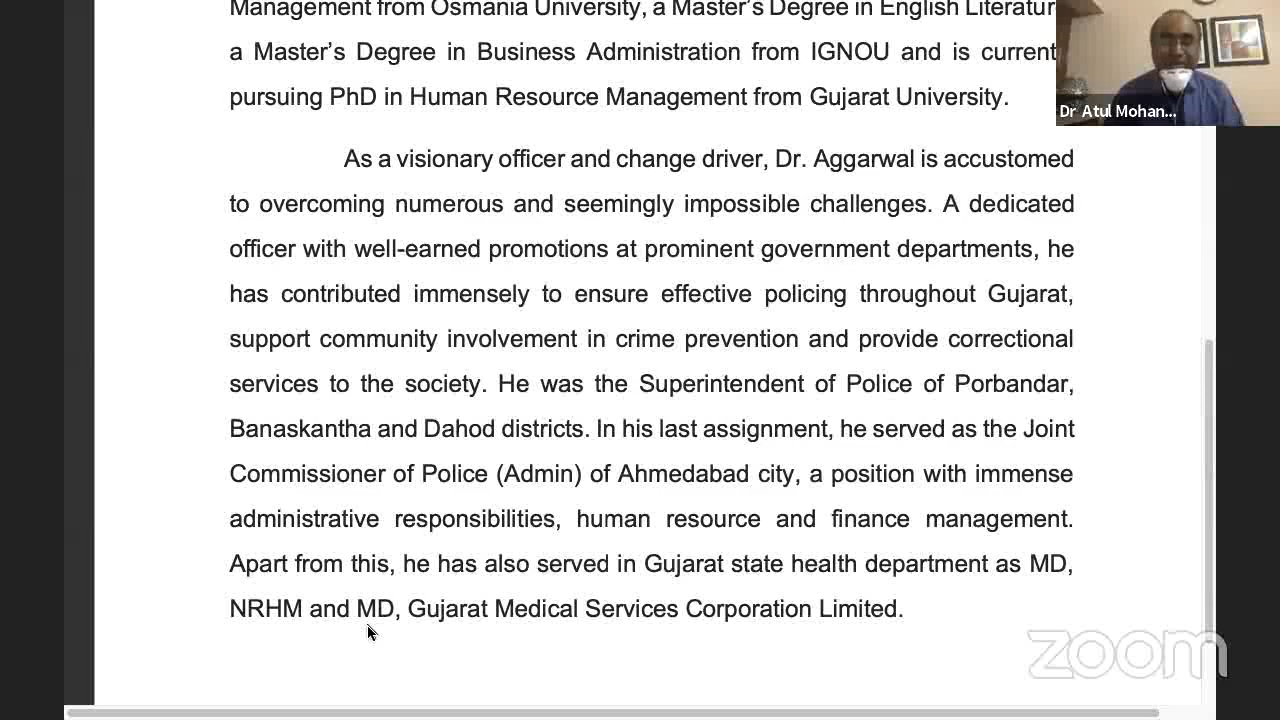 Management from Osmania University, a Master's Degree in English Literatur
a Master's Degree in Business Administration from IGNOU and is current
pursuing PhD in Human Resource Management from Gujarat University.
As a visionary officer and change driver, Dr. Aggarwal is accustomed
to overcoming numerous and seemingly impossible challenges. A dedicated
officer with well-earned promotions at prominent government departments, he
has contributed immensely to ensure effective policing throughout Gujarat,
support community involvement in crime prevention and provide correctional
services to the society. He was the Superintendent of Police of Porbandar,
Banaskantha and Dahod districts. In his last assignment, he served as the Joint
Commissioner of Police (Admin) of Ahmedabad city, a position with immense
administrative responsibilities, human resource and finance management.
Apart from this, he has also served in Gujarat state health department as MD,
NRHM and MD, Gujarat Medical Services Corporation Limited.
Dr Atul Mohan...
zoom